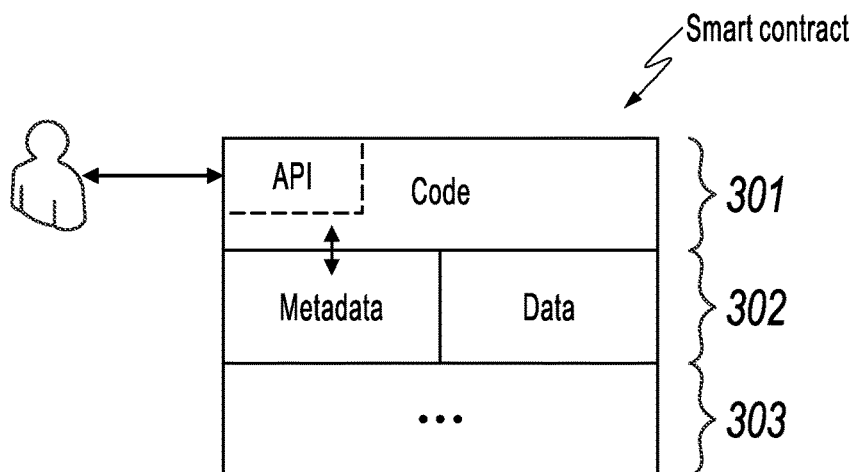 Smart contract
API
Code
301
Metadata
Data
302
...
303